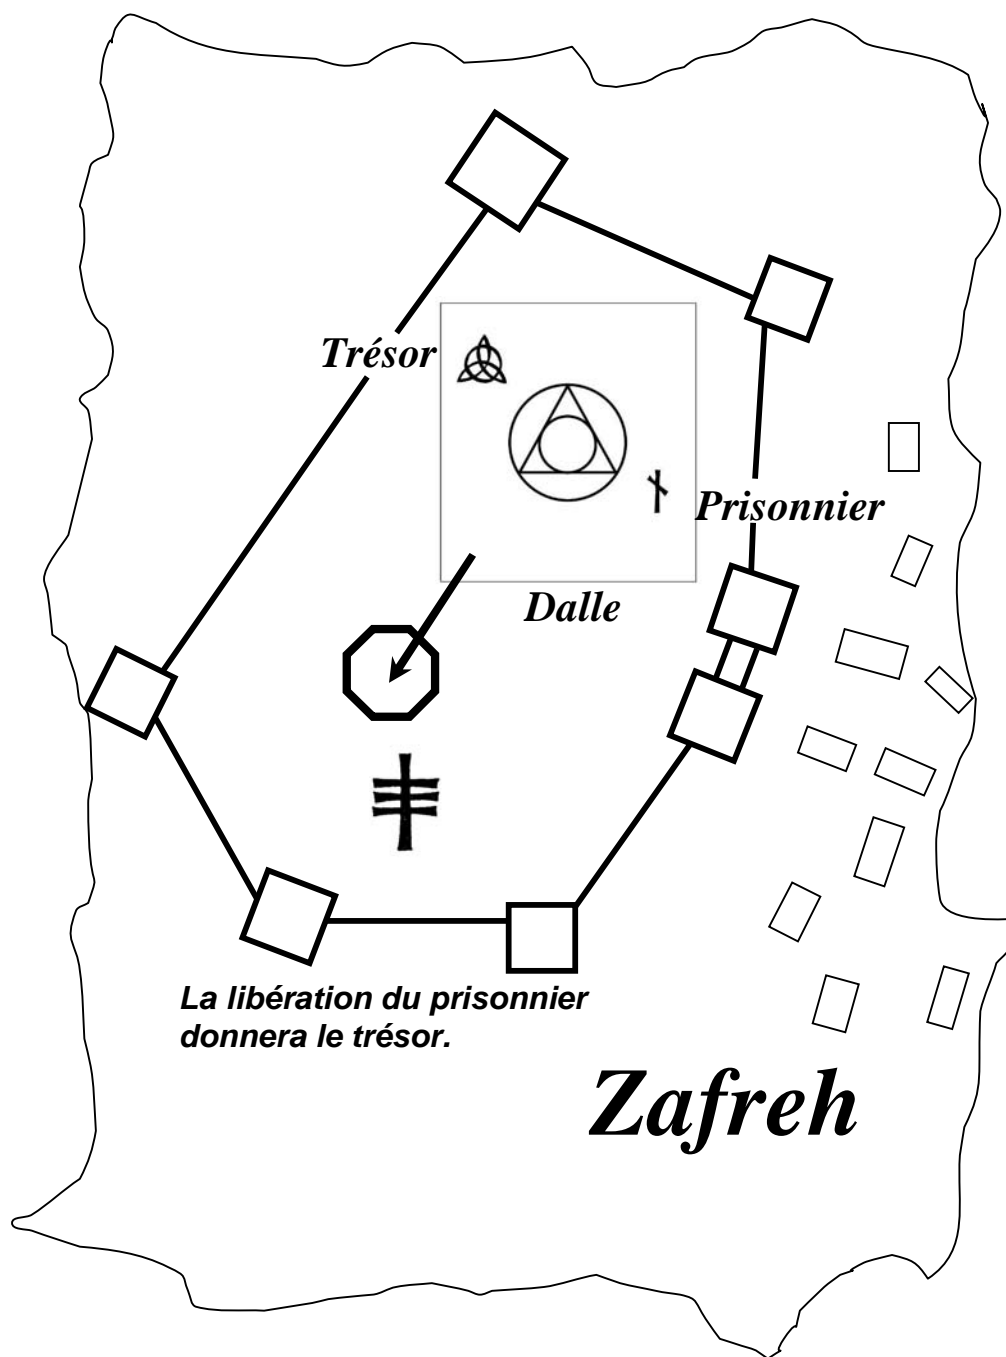 Trésor
Prisonnier
Dalle
La libération du prisonnier
donnera le trésor.
Zafreh